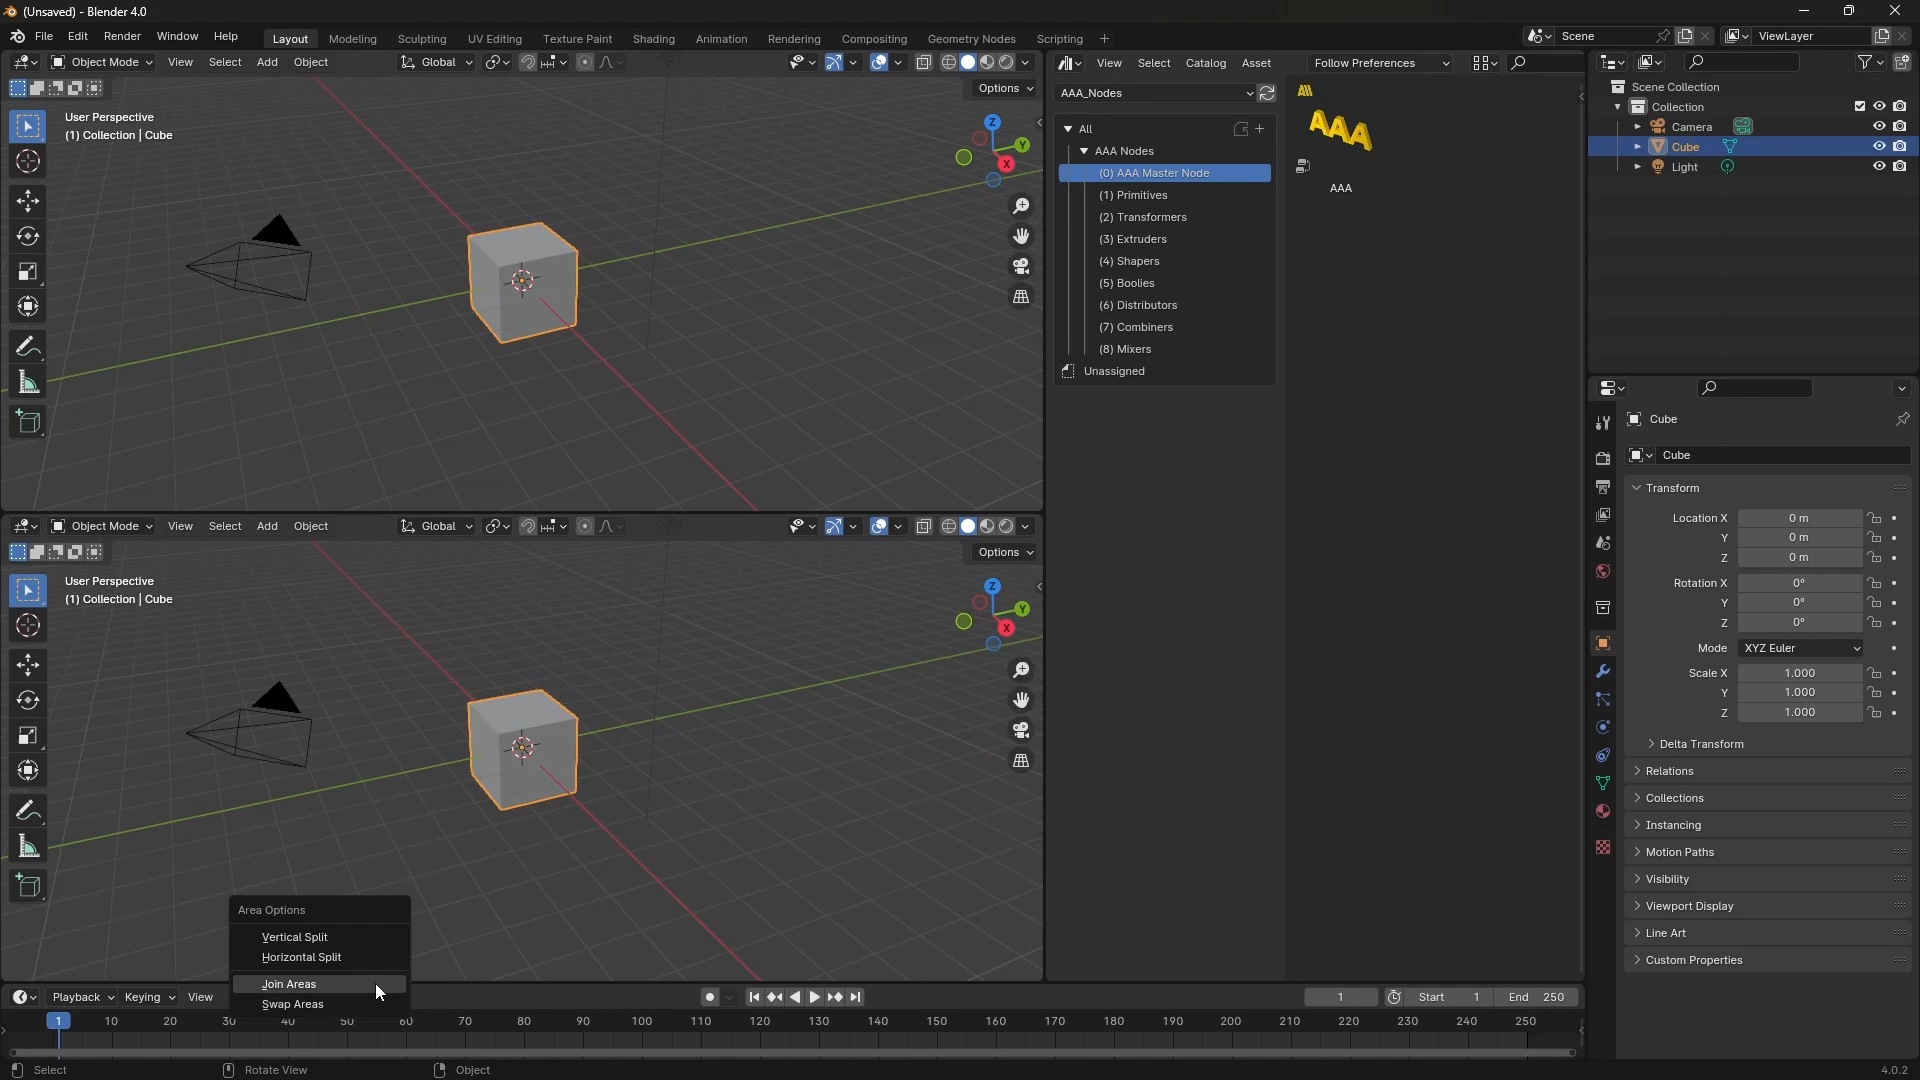 (Unsaved) - Blender 4.0
File Edit Render Window Help
Layout Modeling Sculpting UV Editing Texture Paint Shading Animation Rendering Compositing Geometry Nodes Scripting +
Scene
ViewLayer
Object Mode View Select Add Object Global
Options
User Perspective
(1) Collection | Cube
Z
Y
X
View Select Catalog Asset Follow Preferences
AAA_Nodes
All
AAA Nodes
(0) AAA Master Node
(1) Primitives
(2) Transformers
(3) Extruders
(4) Shapers
(5) Boolies
(6) Distributors
(7) Combiners
(8) Mixers
Unassigned
AAA
AAA
Scene Collection
Collection
Camera
Cube
Light
Cube
Cube
Transform
Location X 0 m
Y 0 m
Z 0 m
Rotation X 0°
Y 0°
Z 0°
Mode XYZ Euler
Scale X 1.000
Y 1.000
Z 1.000
Delta Transform
Relations
Collections
Instancing
Motion Paths
Visibility
Viewport Display
Line Art
Custom Properties
Object Mode View Select Add Object Global
Options
User Perspective
(1) Collection | Cube
Z
Y
X
Area Options
Vertical Split
Horizontal Split
Join Areas
Swap Areas
Playback Keying View
1 Start 1 End 250
1 10 20 30 40 50 60 70 80 90 100 110 120 130 140 150 160 170 180 190 200 210 220 230 240 250
Select Rotate View Object 4.0.2